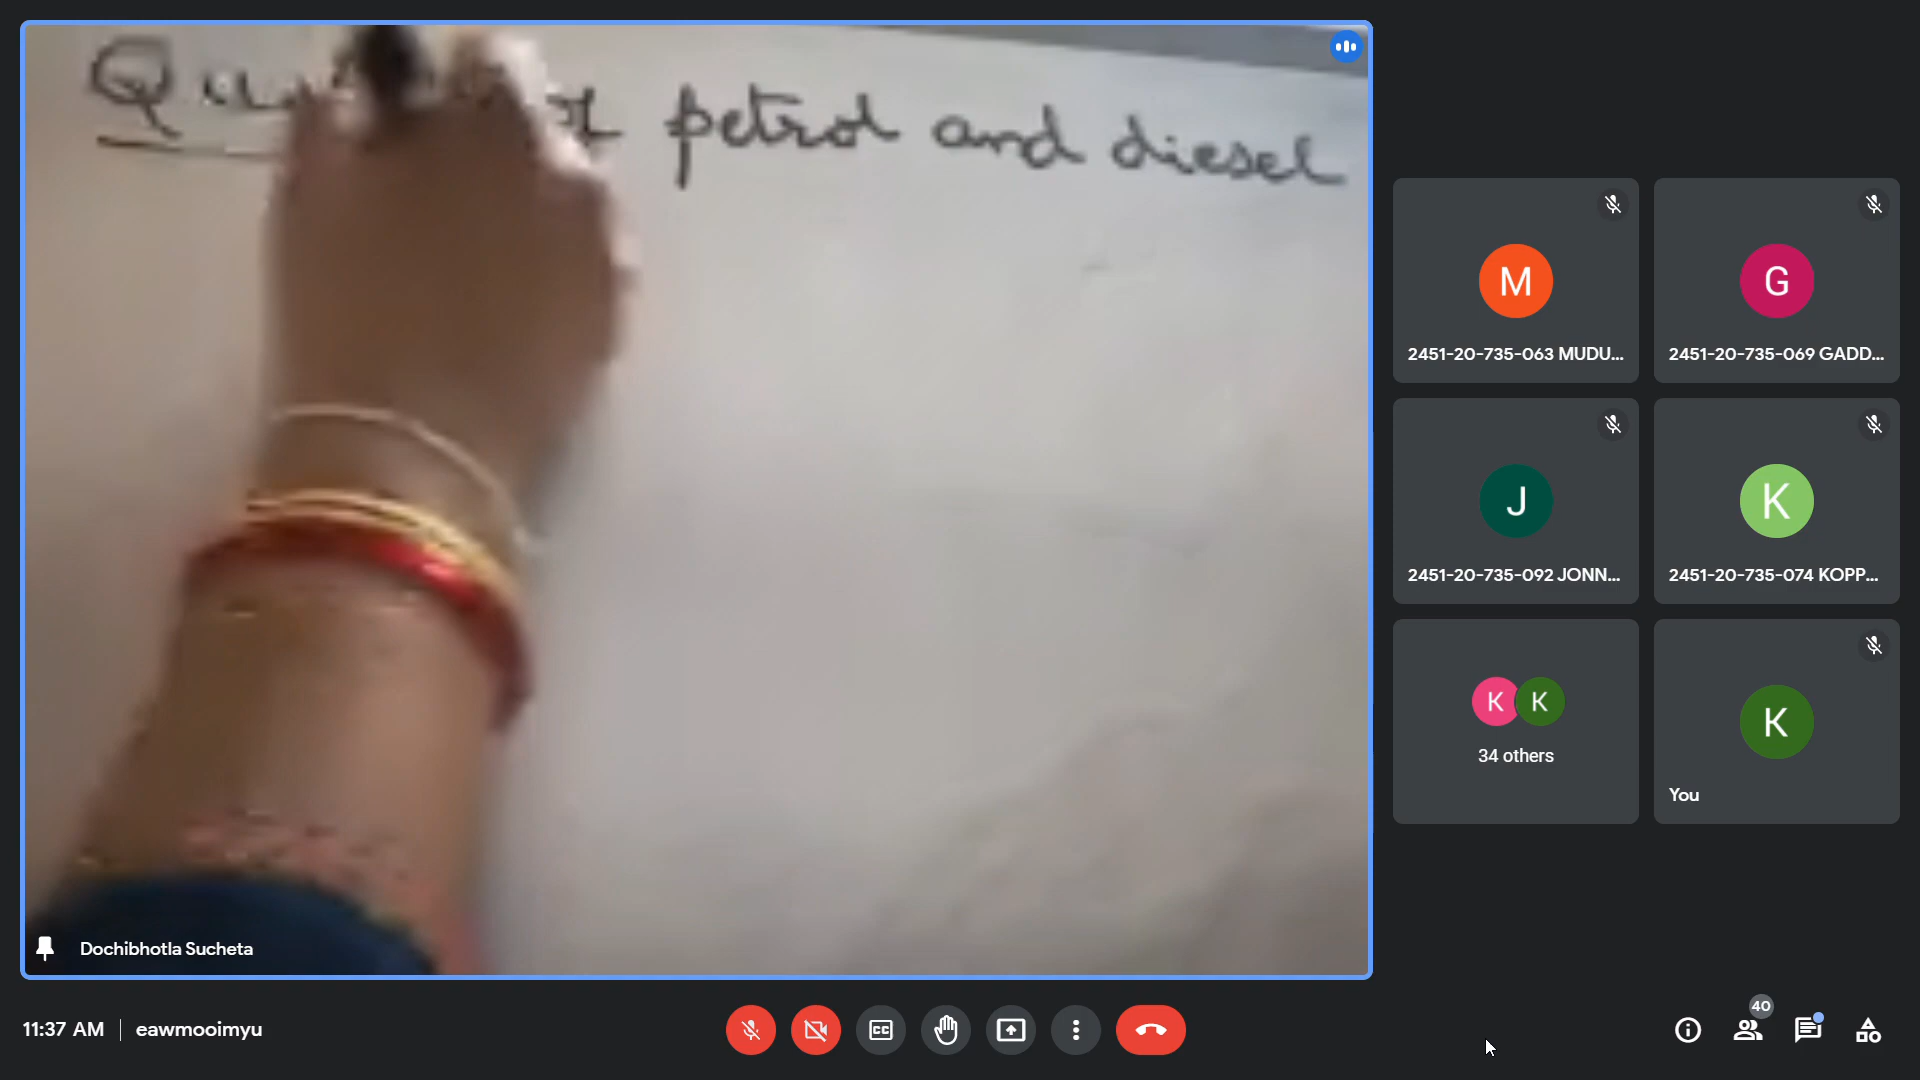 petrol and diesel
2451-20-735-063 MUDU...
2451-20-735-069 GADD...
2451-20-735-092 JONN...
2451-20-735-074 KOPP...
34 others
You
M
G
J
K
K K
K
Dochibhotla Sucheta
11:37 AM | eawmooimyu
CC
40